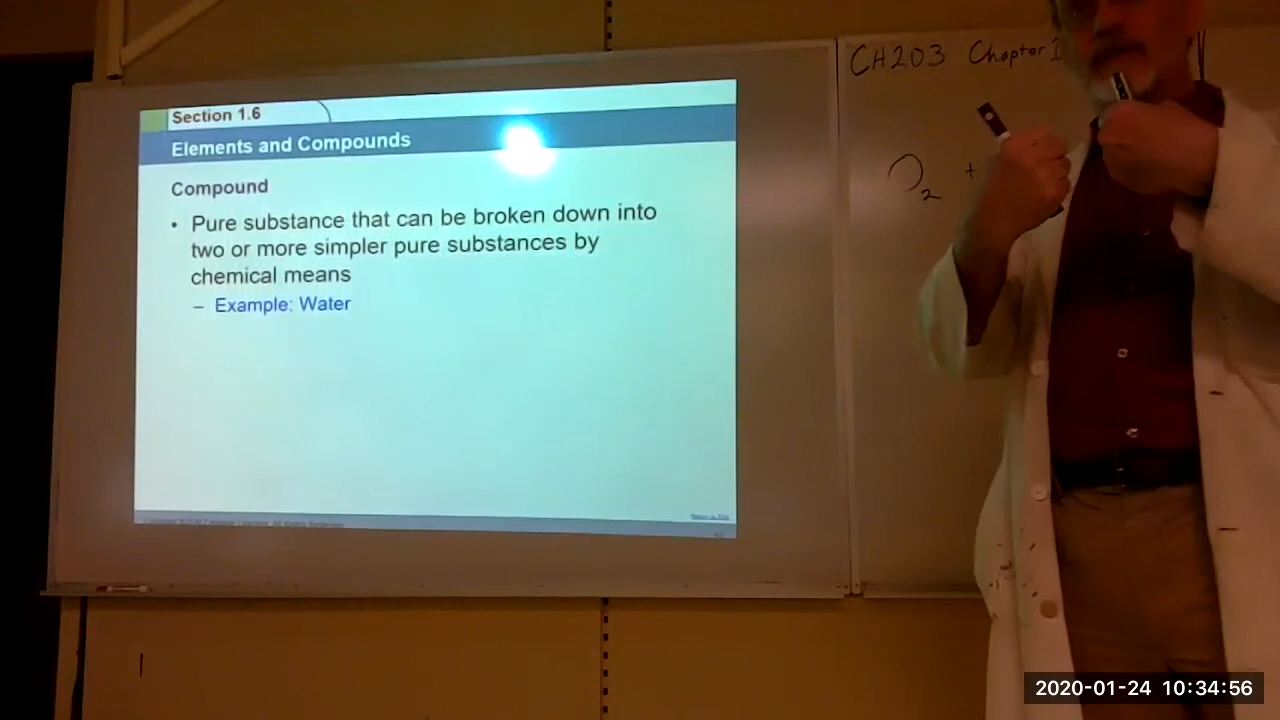 Section 1.6
Elements and Compounds
Compound
• Pure substance that can be broken down into
two or more simpler pure substances by
chemical means
– Example: Water
CH203 Chapter 1
O2 +
2020-01-24 10:34:56